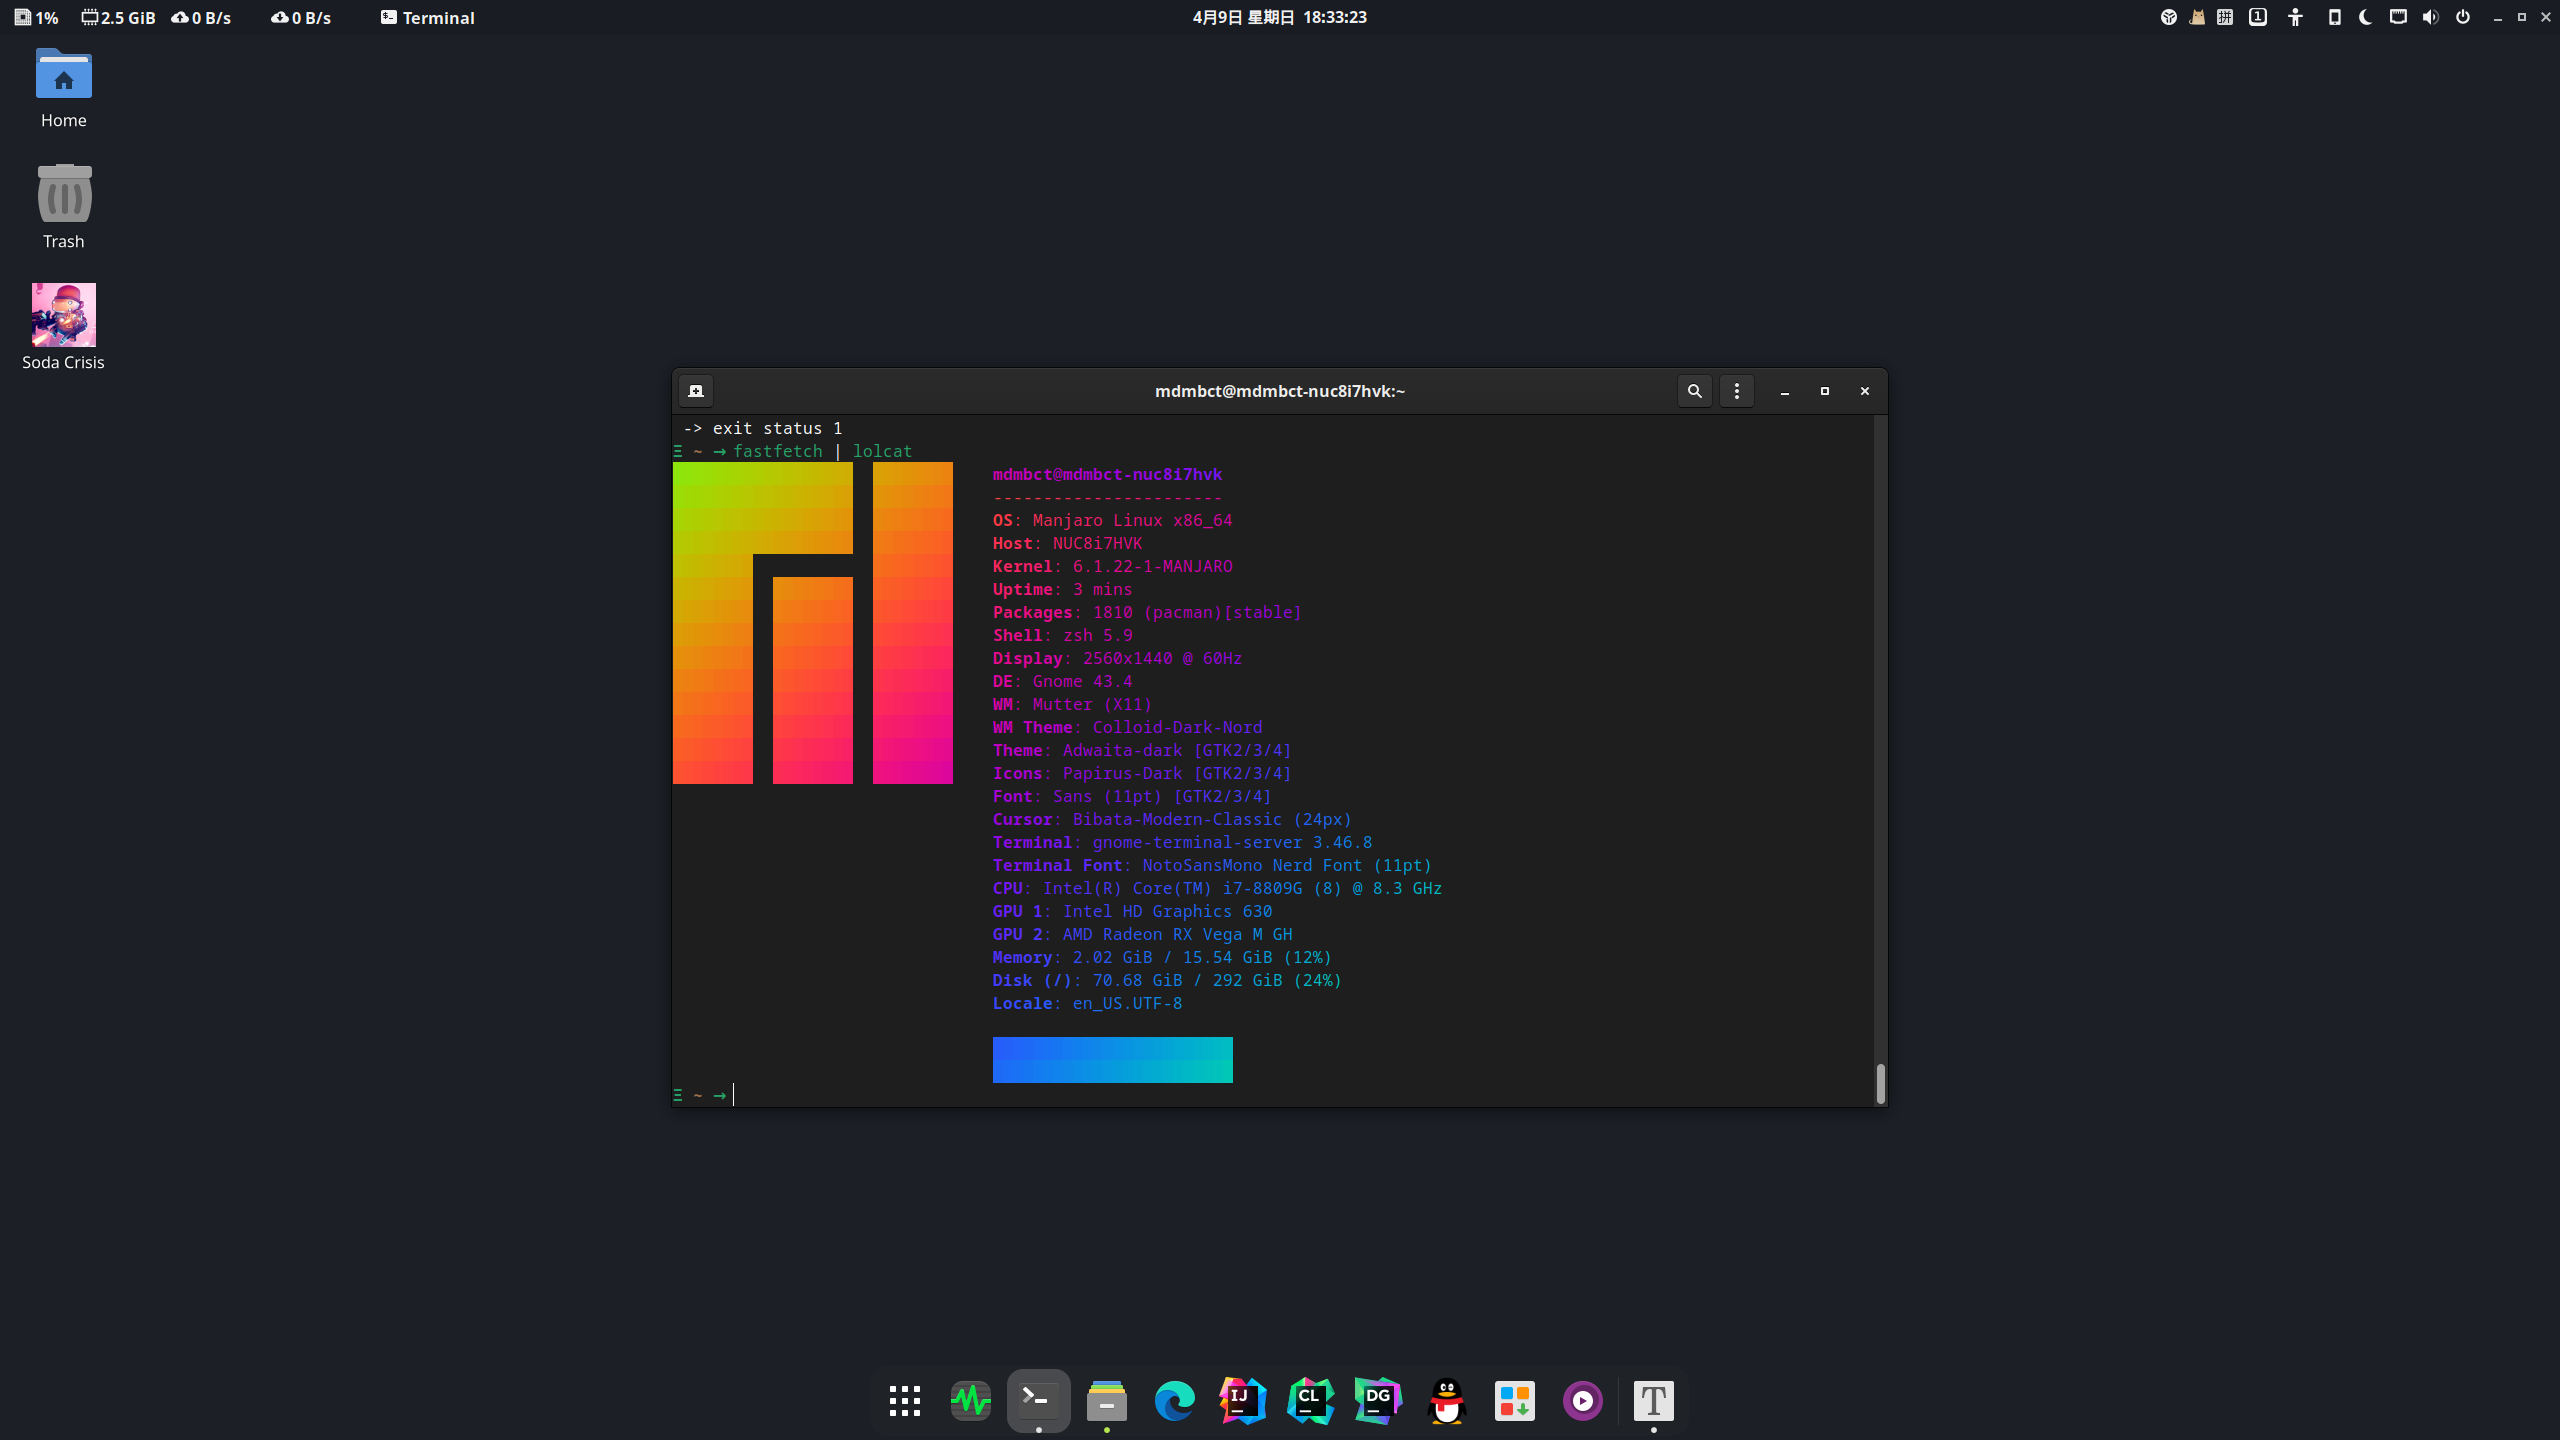 1% 2.5 GiB 0 B/s 0 B/s Terminal 4月9日 星期日 18:33:23 拼 1
Home
Trash
Soda Crisis
mdmbct@mdmbct-nuc8i7hvk:~
-> exit status 1
Ξ ~ → fastfetch | lolcat
mdmbct@mdmbct-nuc8i7hvk
-----------------------
OS: Manjaro Linux x86_64
Host: NUC8i7HVK
Kernel: 6.1.22-1-MANJARO
Uptime: 3 mins
Packages: 1810 (pacman)[stable]
Shell: zsh 5.9
Display: 2560x1440 @ 60Hz
DE: Gnome 43.4
WM: Mutter (X11)
WM Theme: Colloid-Dark-Nord
Theme: Adwaita-dark [GTK2/3/4]
Icons: Papirus-Dark [GTK2/3/4]
Font: Sans (11pt) [GTK2/3/4]
Cursor: Bibata-Modern-Classic (24px)
Terminal: gnome-terminal-server 3.46.8
Terminal Font: NotoSansMono Nerd Font (11pt)
CPU: Intel(R) Core(TM) i7-8809G (8) @ 8.3 GHz
GPU 1: Intel HD Graphics 630
GPU 2: AMD Radeon RX Vega M GH
Memory: 2.02 GiB / 15.54 GiB (12%)
Disk (/): 70.68 GiB / 292 GiB (24%)
Locale: en_US.UTF-8
Ξ ~ →
IJ CL DG T